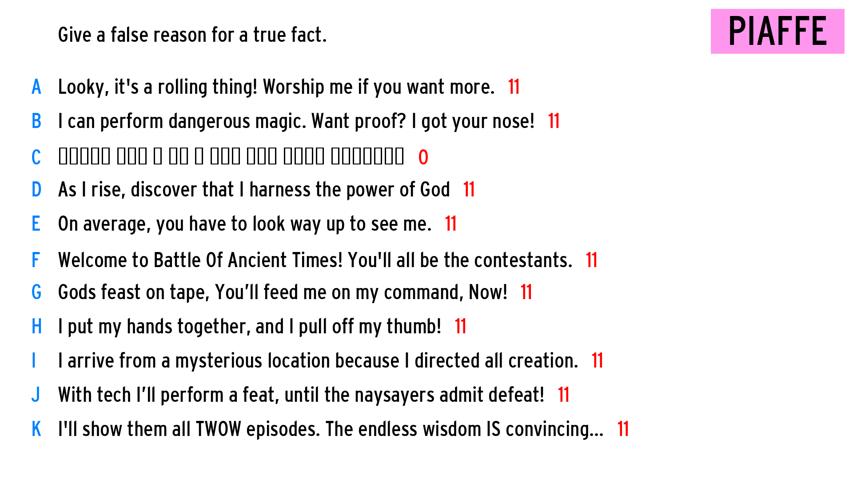 Give a false reason for a true fact.
PIAFFE
A Looky, it's a rolling thing! Worship me if you want more. 11
B I can perform dangerous magic. Want proof? I got your nose! 11
C 0
D As I rise, discover that I harness the power of God 11
E On average, you have to look way up to see me. 11
F Welcome to Battle Of Ancient Times! You'll all be the contestants. 11
G Gods feast on tape, You’ll feed me on my command, Now! 11
H I put my hands together, and I pull off my thumb! 11
I I arrive from a mysterious location because I directed all creation. 11
J With tech I’ll perform a feat, until the naysayers admit defeat! 11
K I'll show them all TWOW episodes. The endless wisdom IS convincing... 11